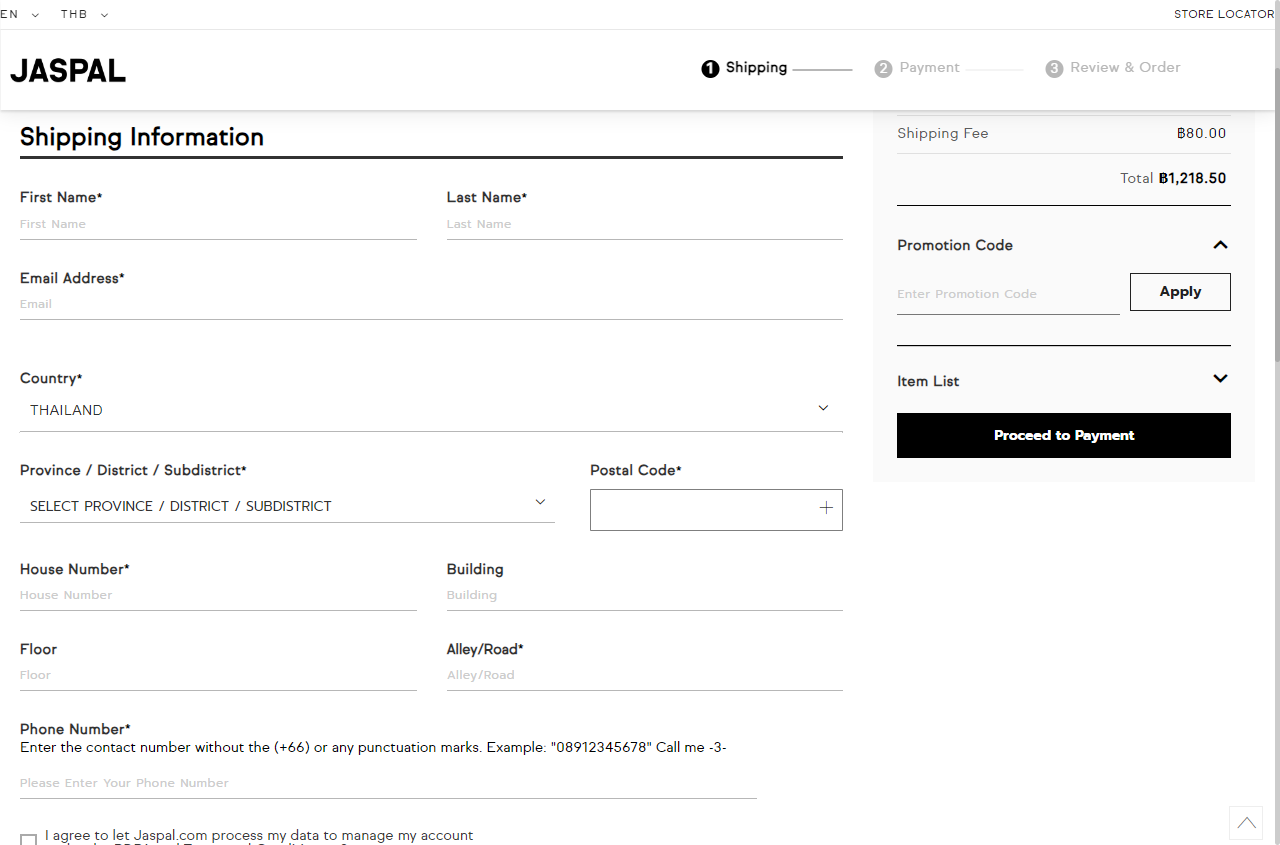 EN THB STORE LOCATOR
JASPAL
1 Shipping 2 Payment 3 Review & Order
Shipping Information
First Name* Last Name*
First Name Last Name
Email Address*
Email
Country*
THAILAND
Province / District / Subdistrict* Postal Code*
SELECT PROVINCE / DISTRICT / SUBDISTRICT
House Number* Building
House Number Building
Floor Alley/Road*
Floor Alley/Road
Phone Number*
Enter the contact number without the (+66) or any punctuation marks. Example: "08912345678" Call me -3-
Please Enter Your Phone Number
I agree to let Jaspal.com process my data to manage my account
Shipping Fee ฿80.00
Total ฿1,218.50
Promotion Code
Enter Promotion Code Apply
Item List
Proceed to Payment